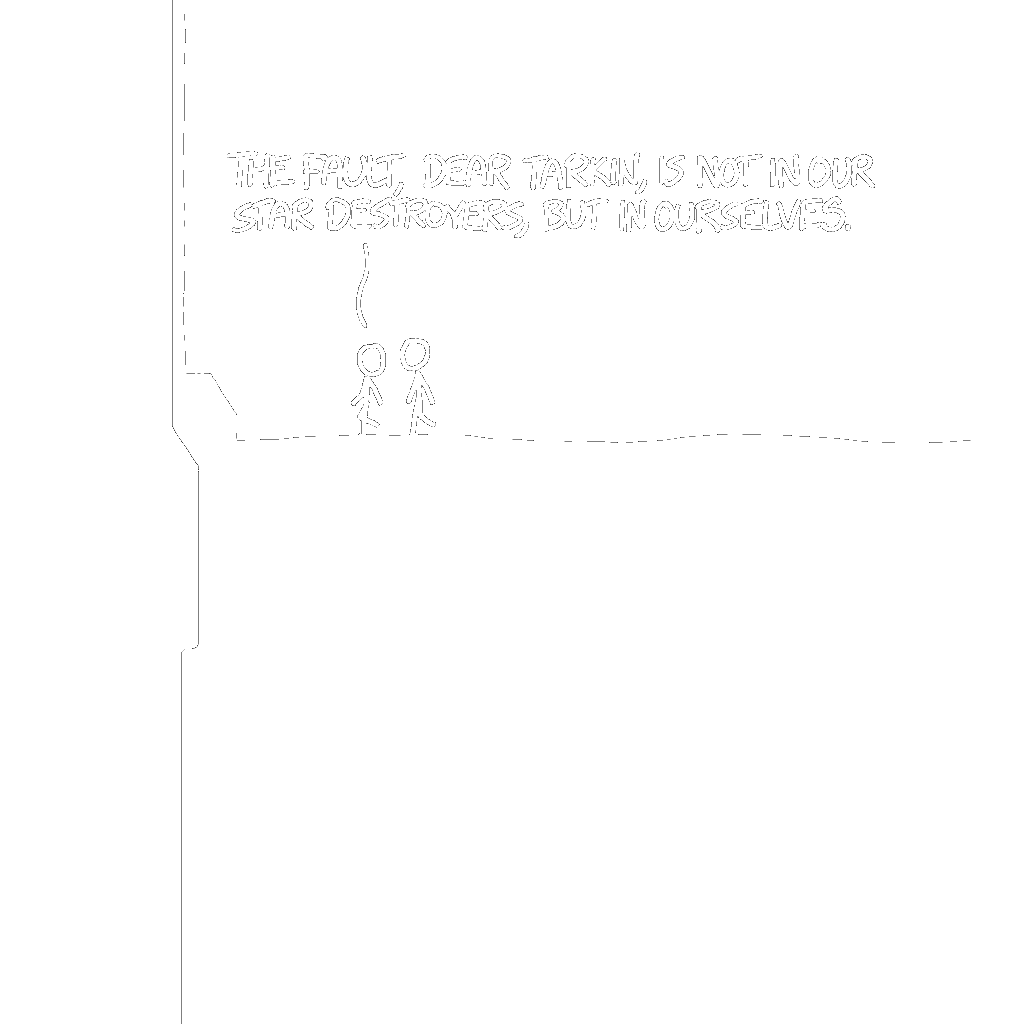 THE FAULT, DEAR TARKIN, IS NOT IN OUR
STAR DESTROYERS, BUT IN OURSELVES.